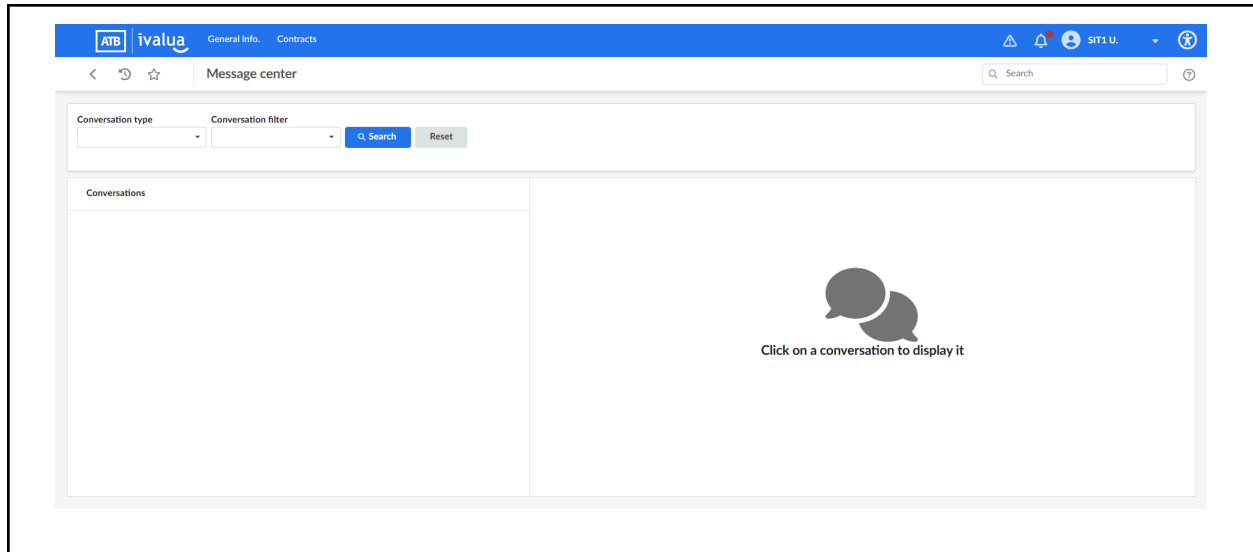 ATB ivalua General Info. Contracts SIT1 U.
Message center Search
Conversation type Conversation filter
Search Reset
Conversations
Click on a conversation to display it